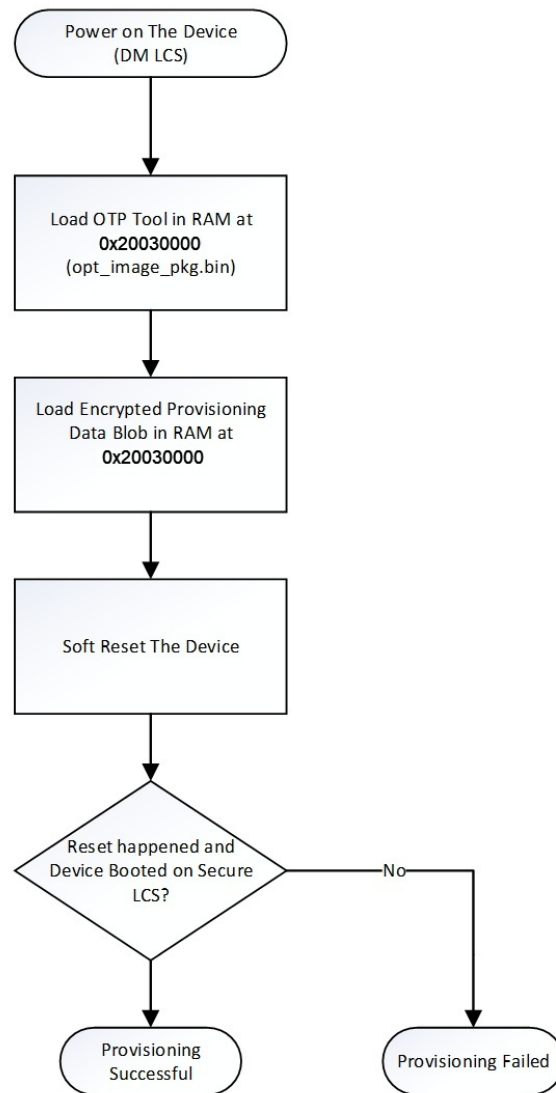 Power on The Device
(DM LCS)
Load OTP Tool in RAM at
0x20030000
(opt_image_pkg.bin)
Load Encrypted Provisioning
Data Blob in RAM at
0x20030000
Soft Reset The Device
Reset happened and
Device Booted on Secure
LCS?
No
Provisioning
Successful
Provisioning Failed